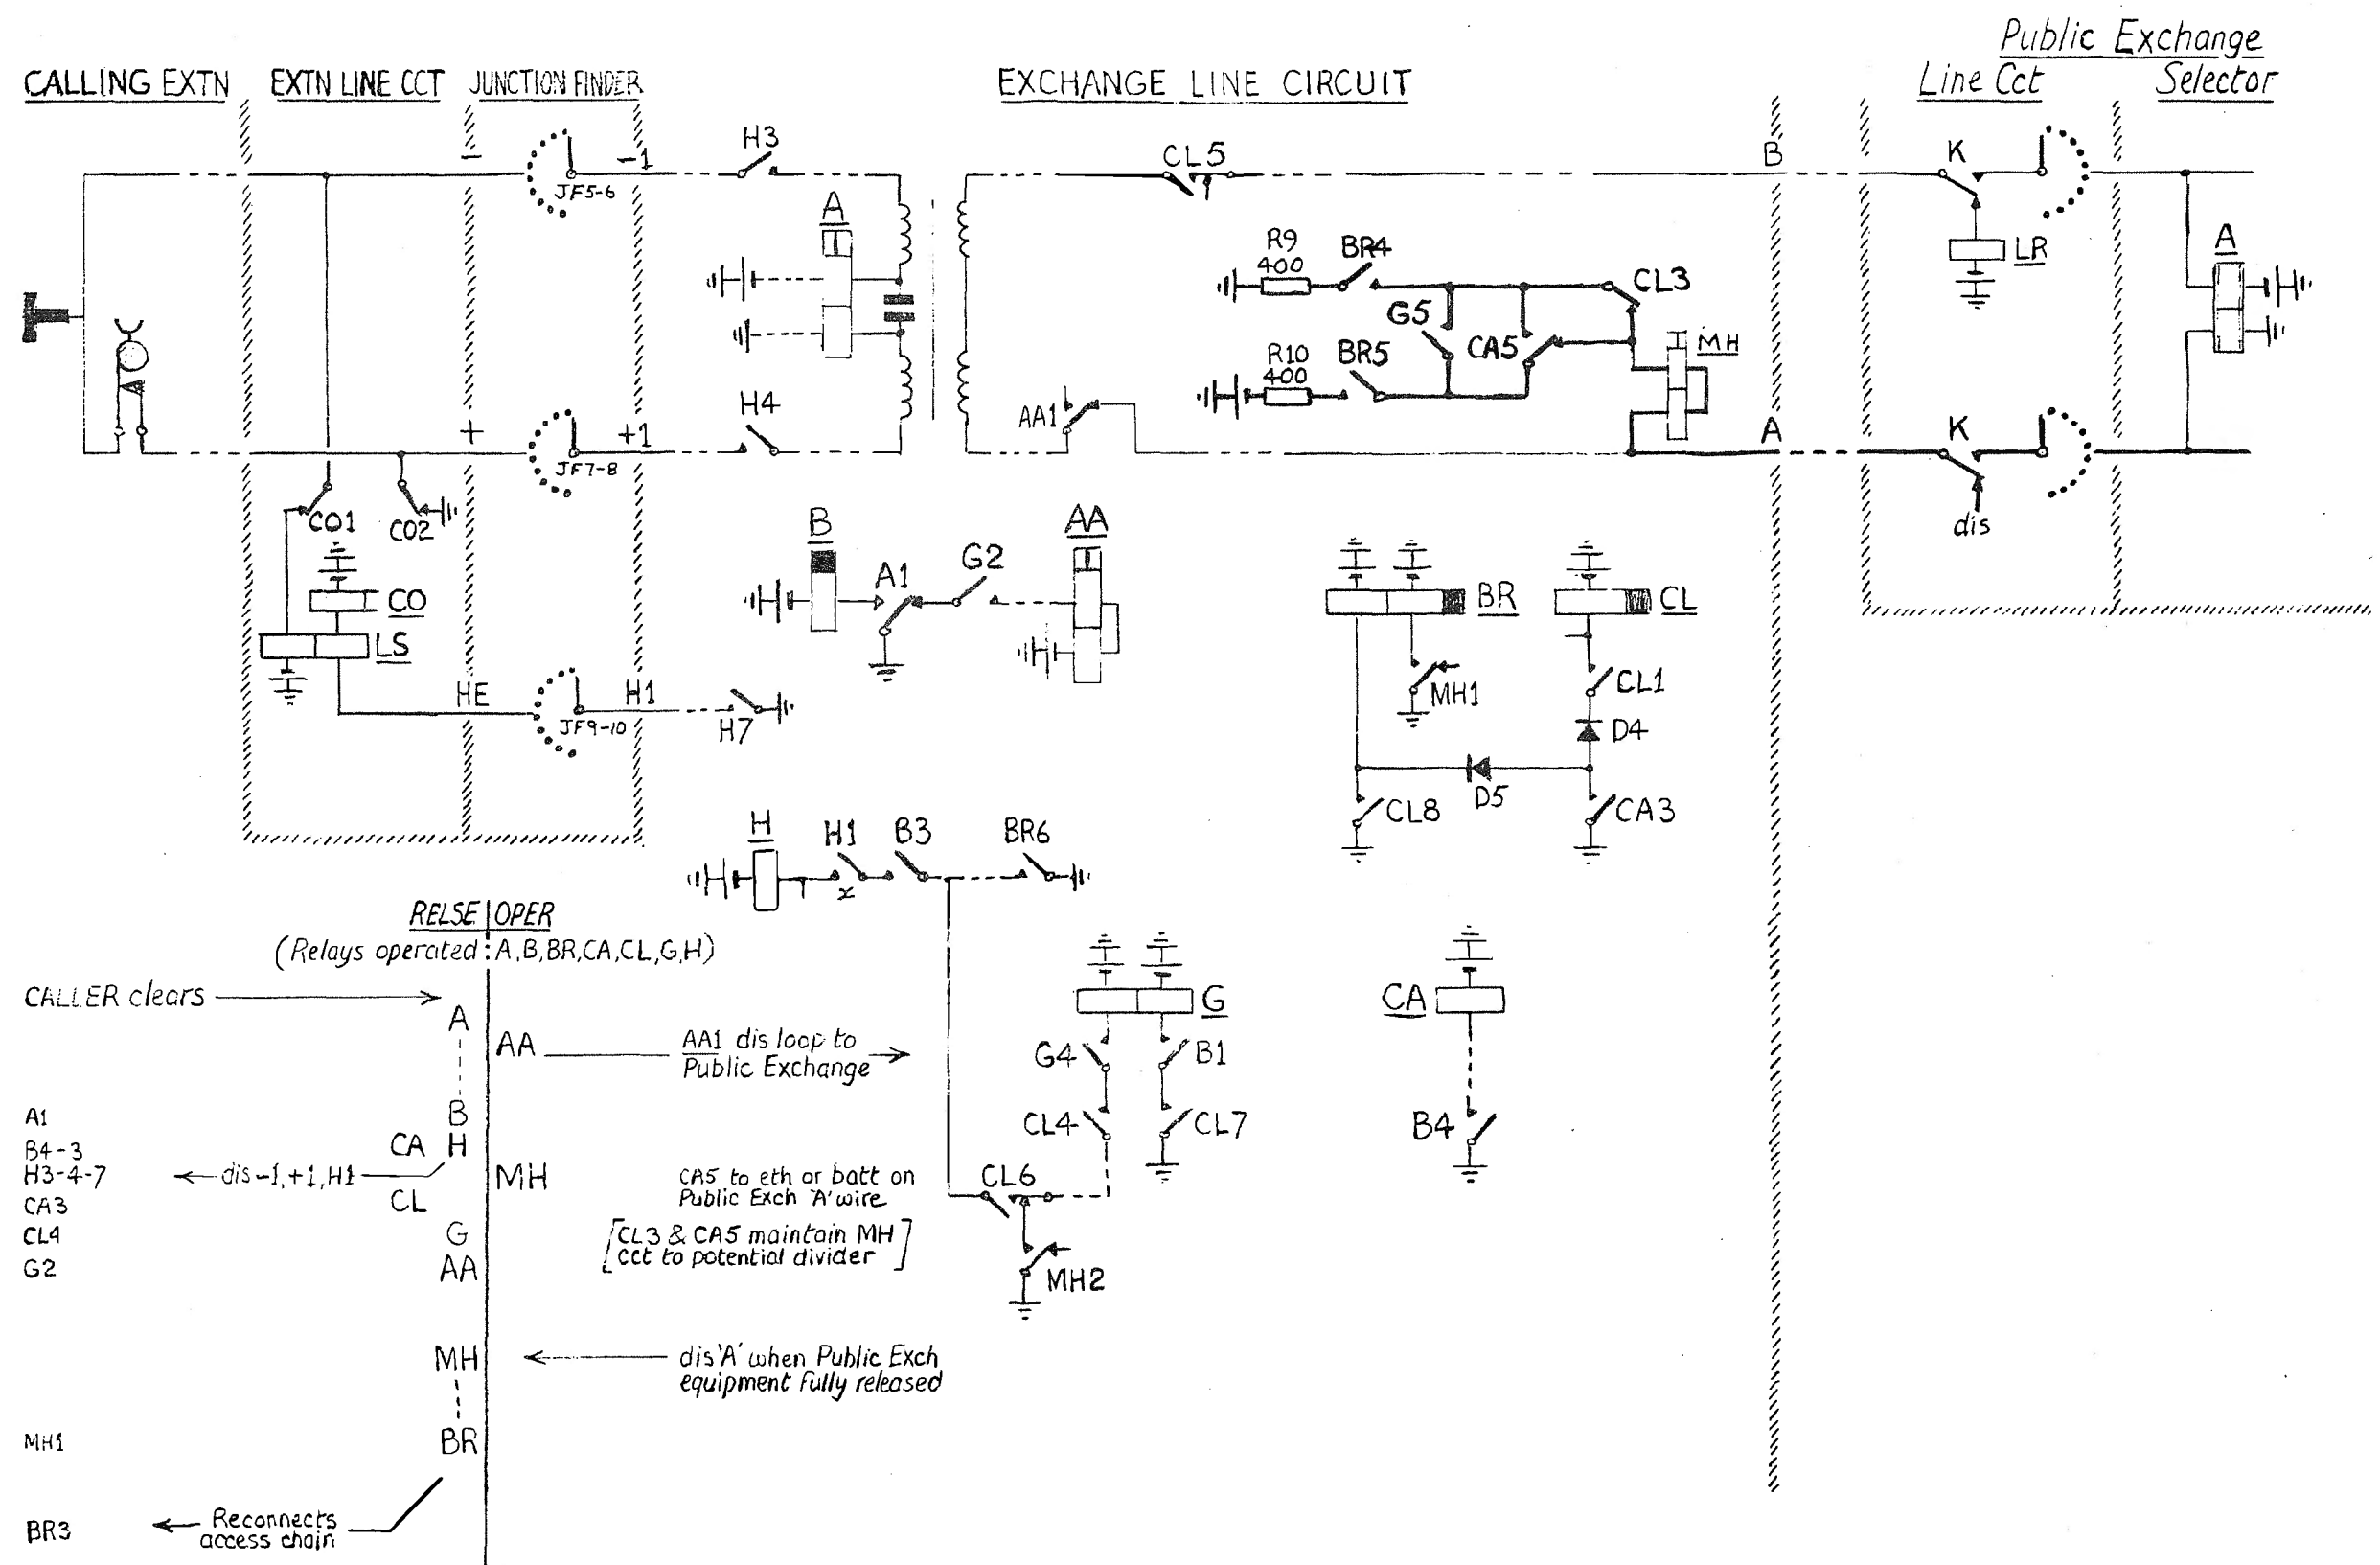 Public Exchange
CALLING EXTN
EXTN LINE CCT
JUNCTION FINDER
EXCHANGE LINE CIRCUIT
Line Cct
Selector
−
JF5-6
−1
H3
A
CL5
B
K
LR
A
R9
400
BR4
G5
CL3
CA5
MH
R10
400
BR5
+
JF7-8
+1
H4
AA1
A
K
dis
CO1
CO2
CO
LS
B
A1
G2
AA
BR
CL
MH1
CL1
D4
D5
CL8
CA3
HE
JF9-10
H1
H7
H
H1
x
B3
BR6
RELSE OPER
(Relays operated: A,B,BR,CA,CL,G,H)
CALLER clears
A
AA
AA1 dis loop to
Public Exchange
G
G4
B1
CL4
CL7
CA
B4
CL6
MH2
A1
B
B4-3
CA H
H3-4-7
dis −1,+1,H1
MH
CA5 to eth or batt on
Public Exch 'A' wire
CA3
CL
CL4
G
[CL3 & CA5 maintain MH
cct to potential divider]
G2
AA
MH
dis 'A' when Public Exch
equipment fully released
MH1
BR
BR3
Reconnects
access chain